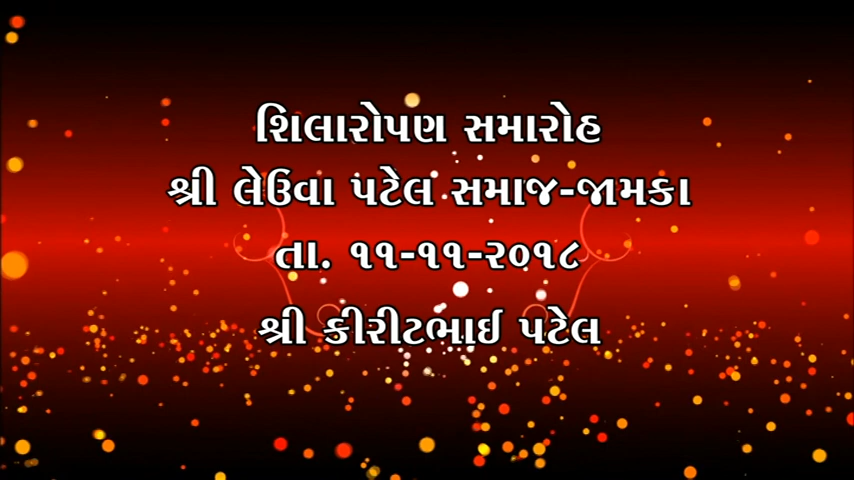 શિલારોપણ સમારોહ
શ્રી લેઉવા પટેલ સમાજ-જામકા
તા. ૧૧-૧૧-૨૦૧૮
શ્રી કીરીટભાઈ પટેલ